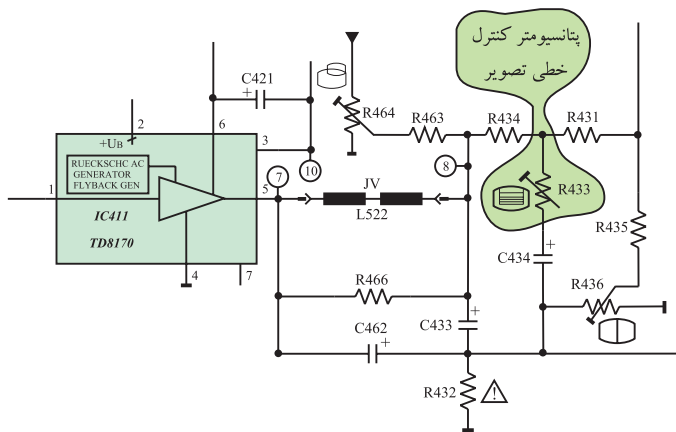 پتانسیومتر کنترل
خطی تصویر
C421
+
R464
R463
R434
R431
2
6
3
+UB
10
7
8
RUECKSCHC AC
GENERATOR
FLYBACK GEN
1
5
JV
R433
IC411
L522
TD8170
R435
4
7
C434
+
R466
R436
C462
+
C433
+
R432
!